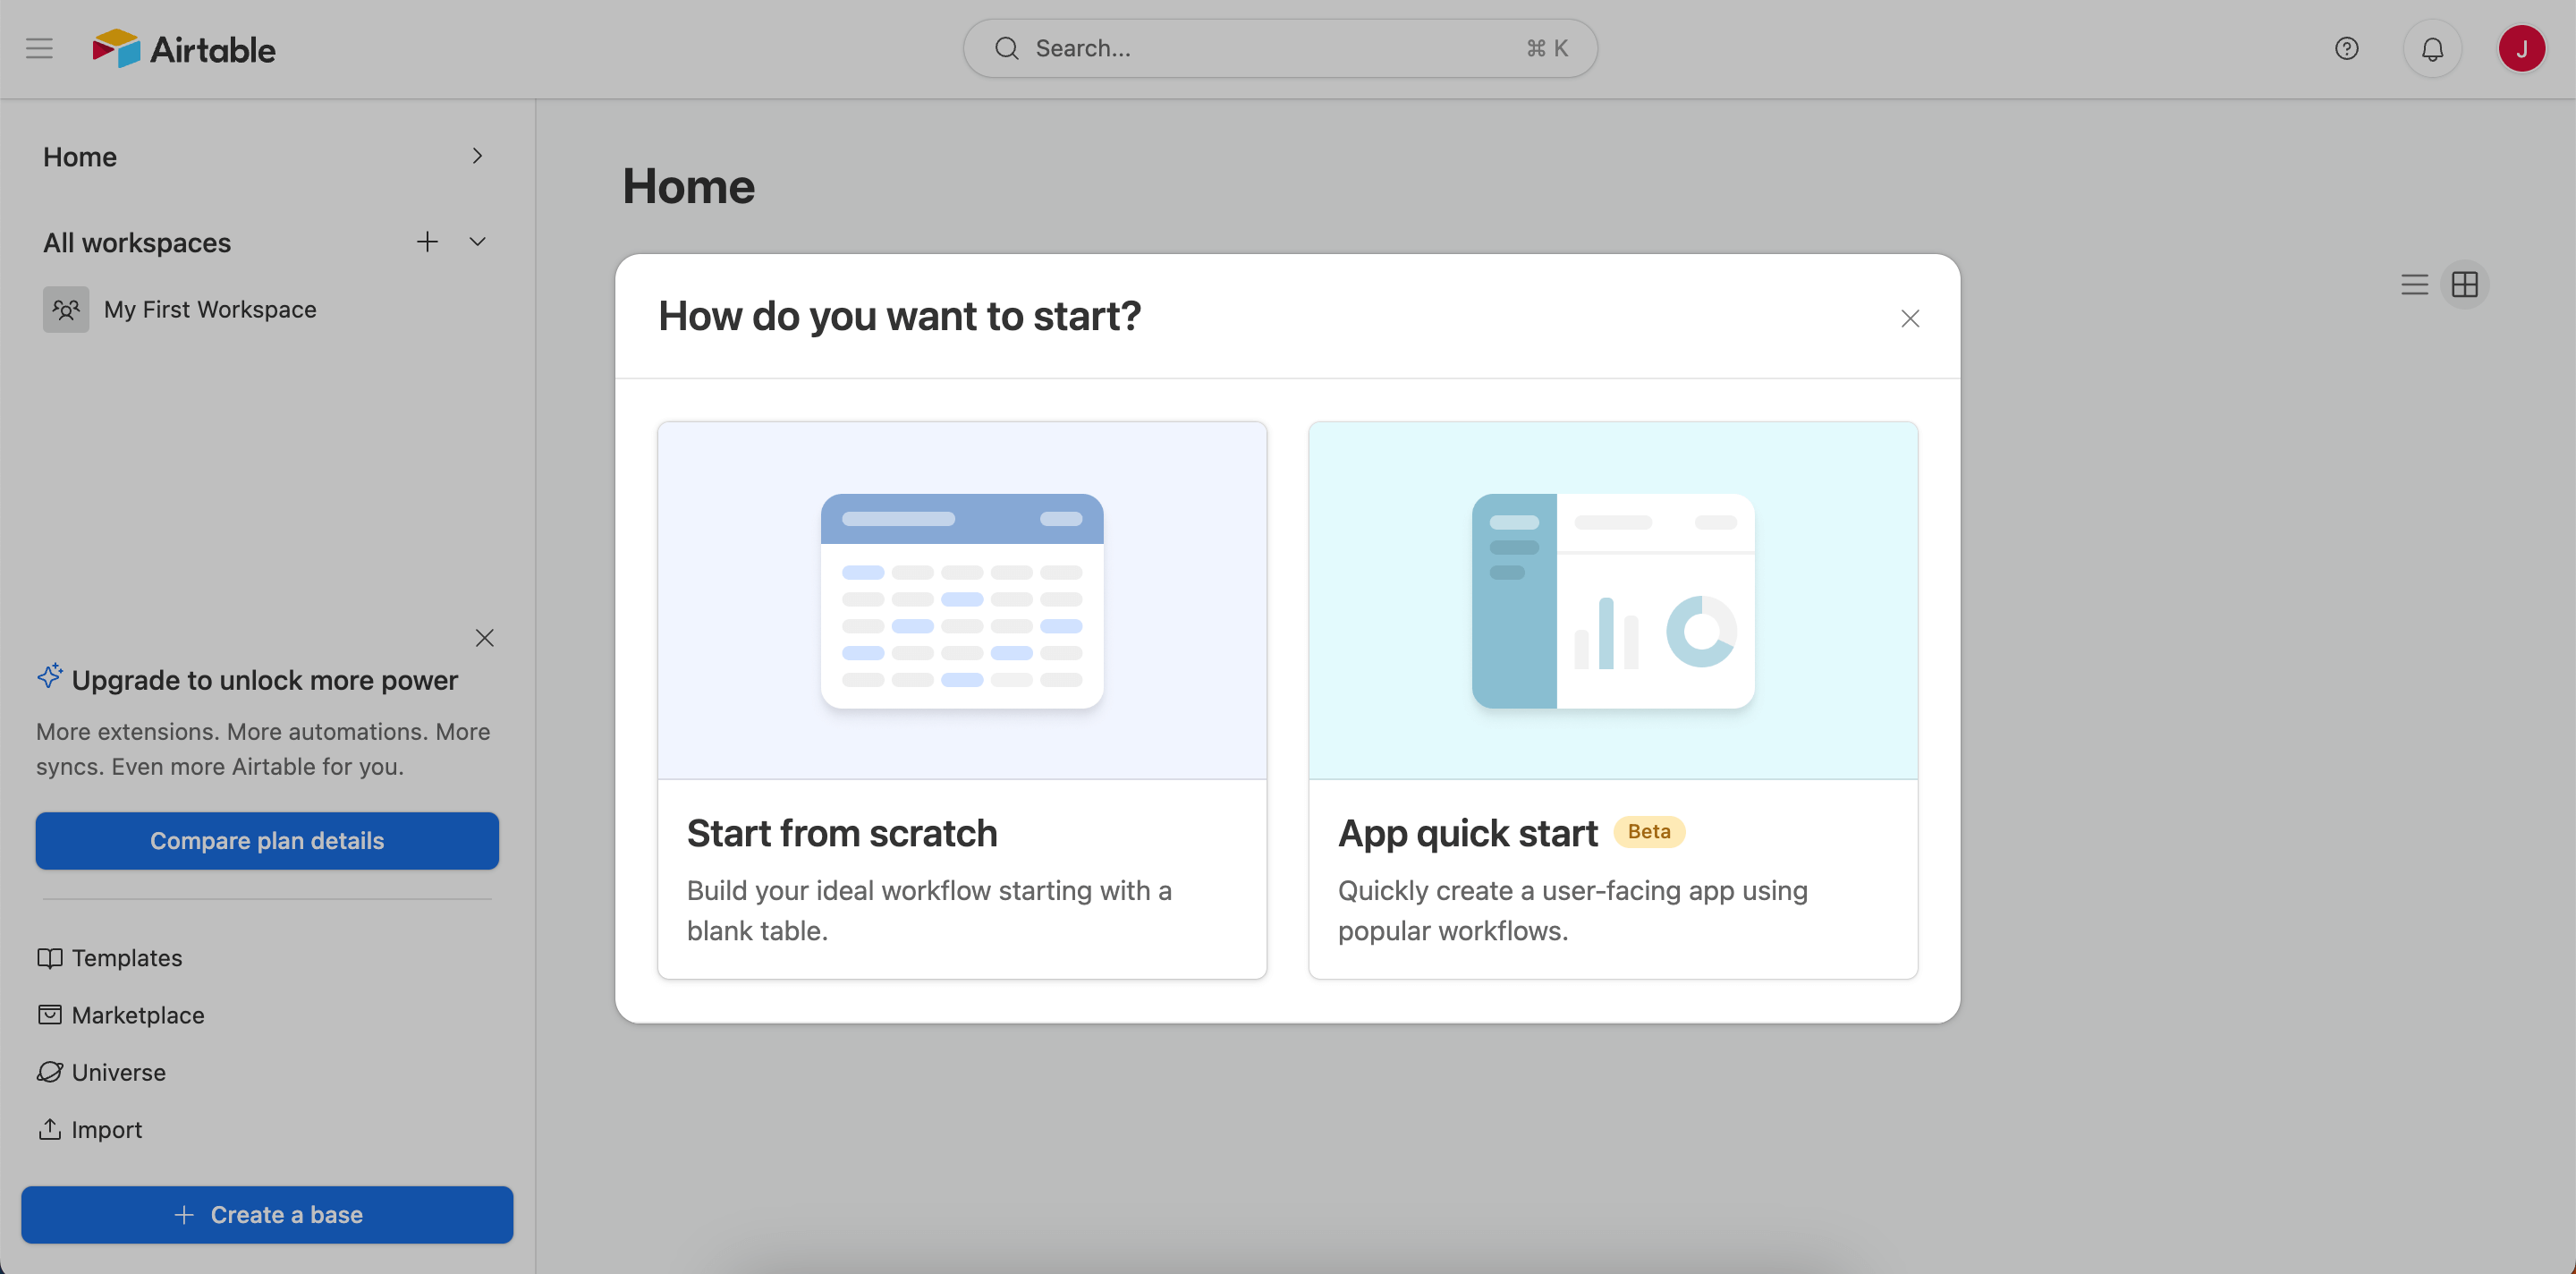 Airtable
Search...
⌘ K
J
Home
All workspaces
My First Workspace
Upgrade to unlock more power
More extensions. More automations. More
syncs. Even more Airtable for you.
Compare plan details
Templates
Marketplace
Universe
Import
Create a base
Home
How do you want to start?
Start from scratch
Build your ideal workflow starting with a
blank table.
App quick start Beta
Quickly create a user-facing app using
popular workflows.